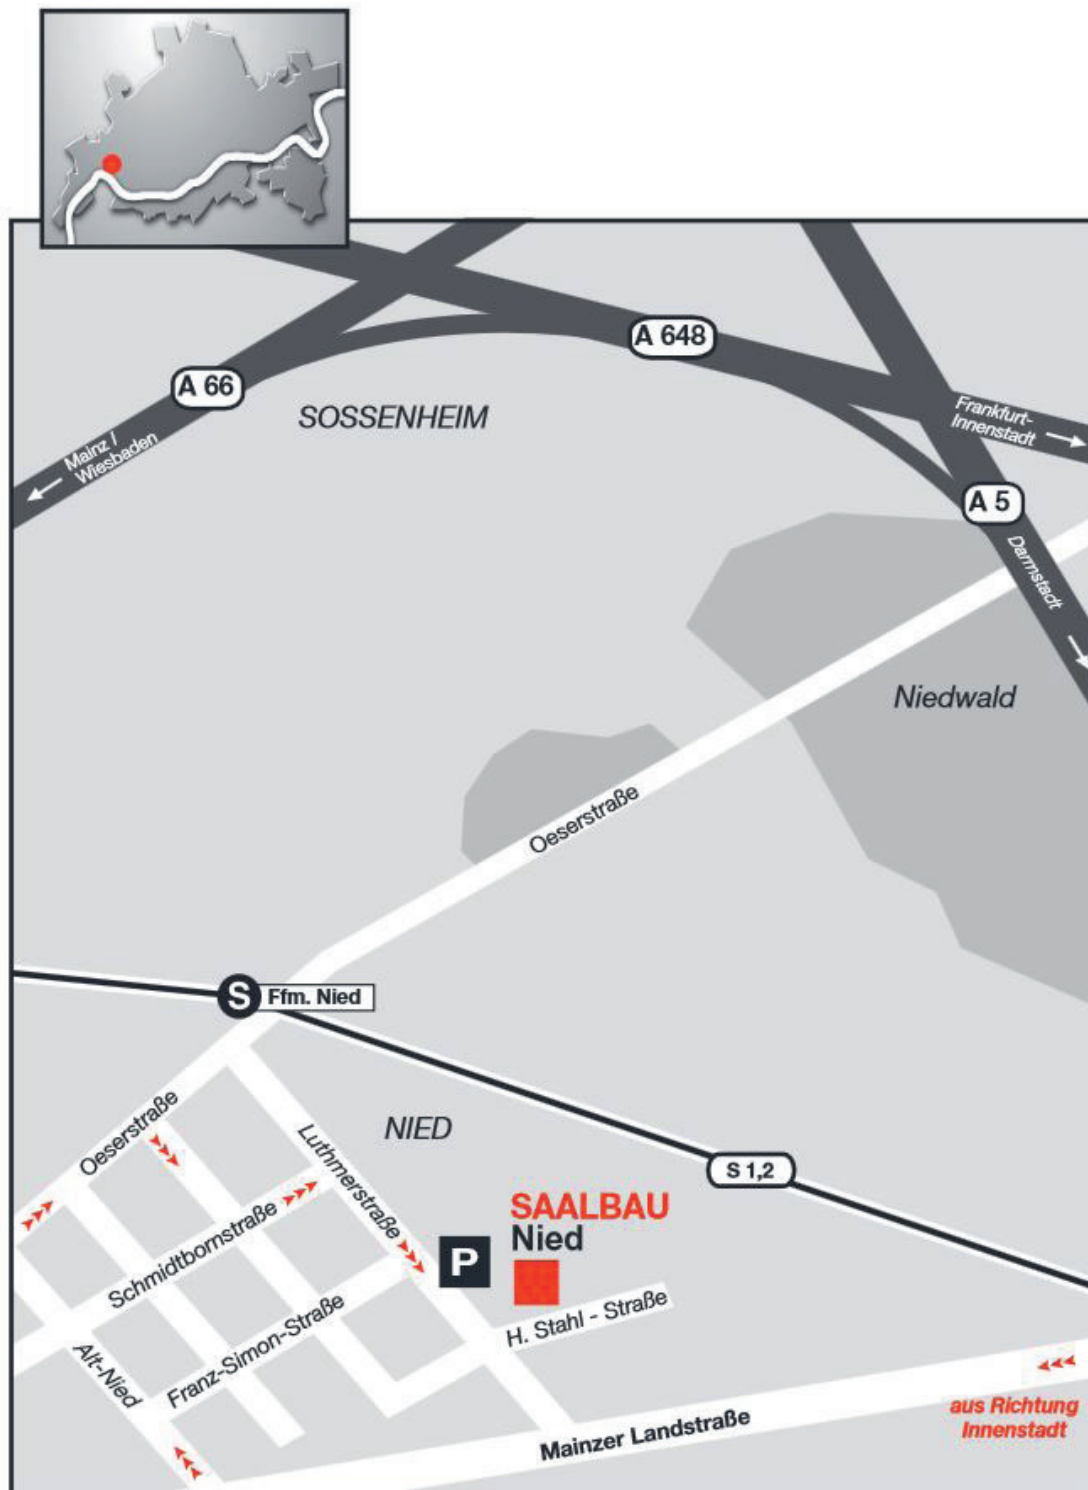 A 648
A 66
SOSSENHEIM
Frankfurt-
Innenstadt
Mainz /
Wiesbaden
A 5
Darmstadt
Niedwald
Oeserstraße
S
Ffm. Nied
Oeserstraße
NIED
Luthmerstraße
S 1,2
SAALBAU
Nied
P
Schmidtbornstraße
H. Stahl - Straße
Franz-Simon-Straße
Alt-Nied
Mainzer Landstraße
aus Richtung
Innenstadt